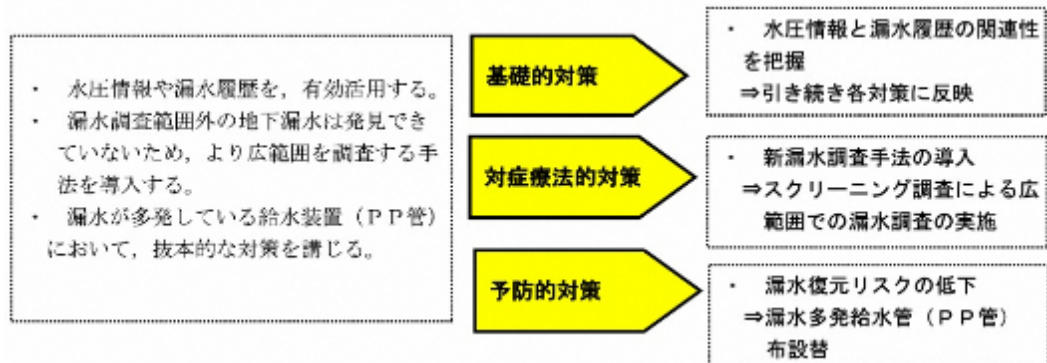 ・ 水圧情報や漏水履歴を，有効活用する。
・ 漏水調査範囲外の地下漏水は発見でき
ていないため，より広範囲を調査する手
法を導入する。
・ 漏水が多発している給水装置（ＰＰ管）
において，抜本的な対策を講じる。
基礎的対策
・ 水圧情報と漏水履歴の関連性
を把握
⇒引き続き各対策に反映
対症療法的対策
・ 新漏水調査手法の導入
⇒スクリーニング調査による広
範囲での漏水調査の実施
予防的対策
・ 漏水復元リスクの低下
⇒漏水多発給水管（ＰＰ管）
布設替